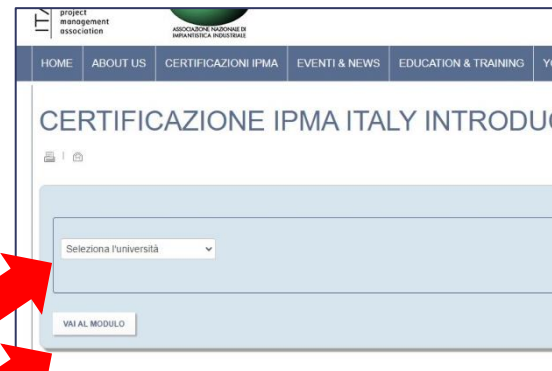 project
management
association
ASSOCIAZIONE NAZIONALE DI
IMPIANTISTICA INDUSTRIALE
HOME ABOUT US CERTIFICAZIONI IPMA EVENTI & NEWS EDUCATION & TRAINING
CERTIFICAZIONE IPMA ITALY INTRODU
Seleziona l'università
VAI AL MODULO